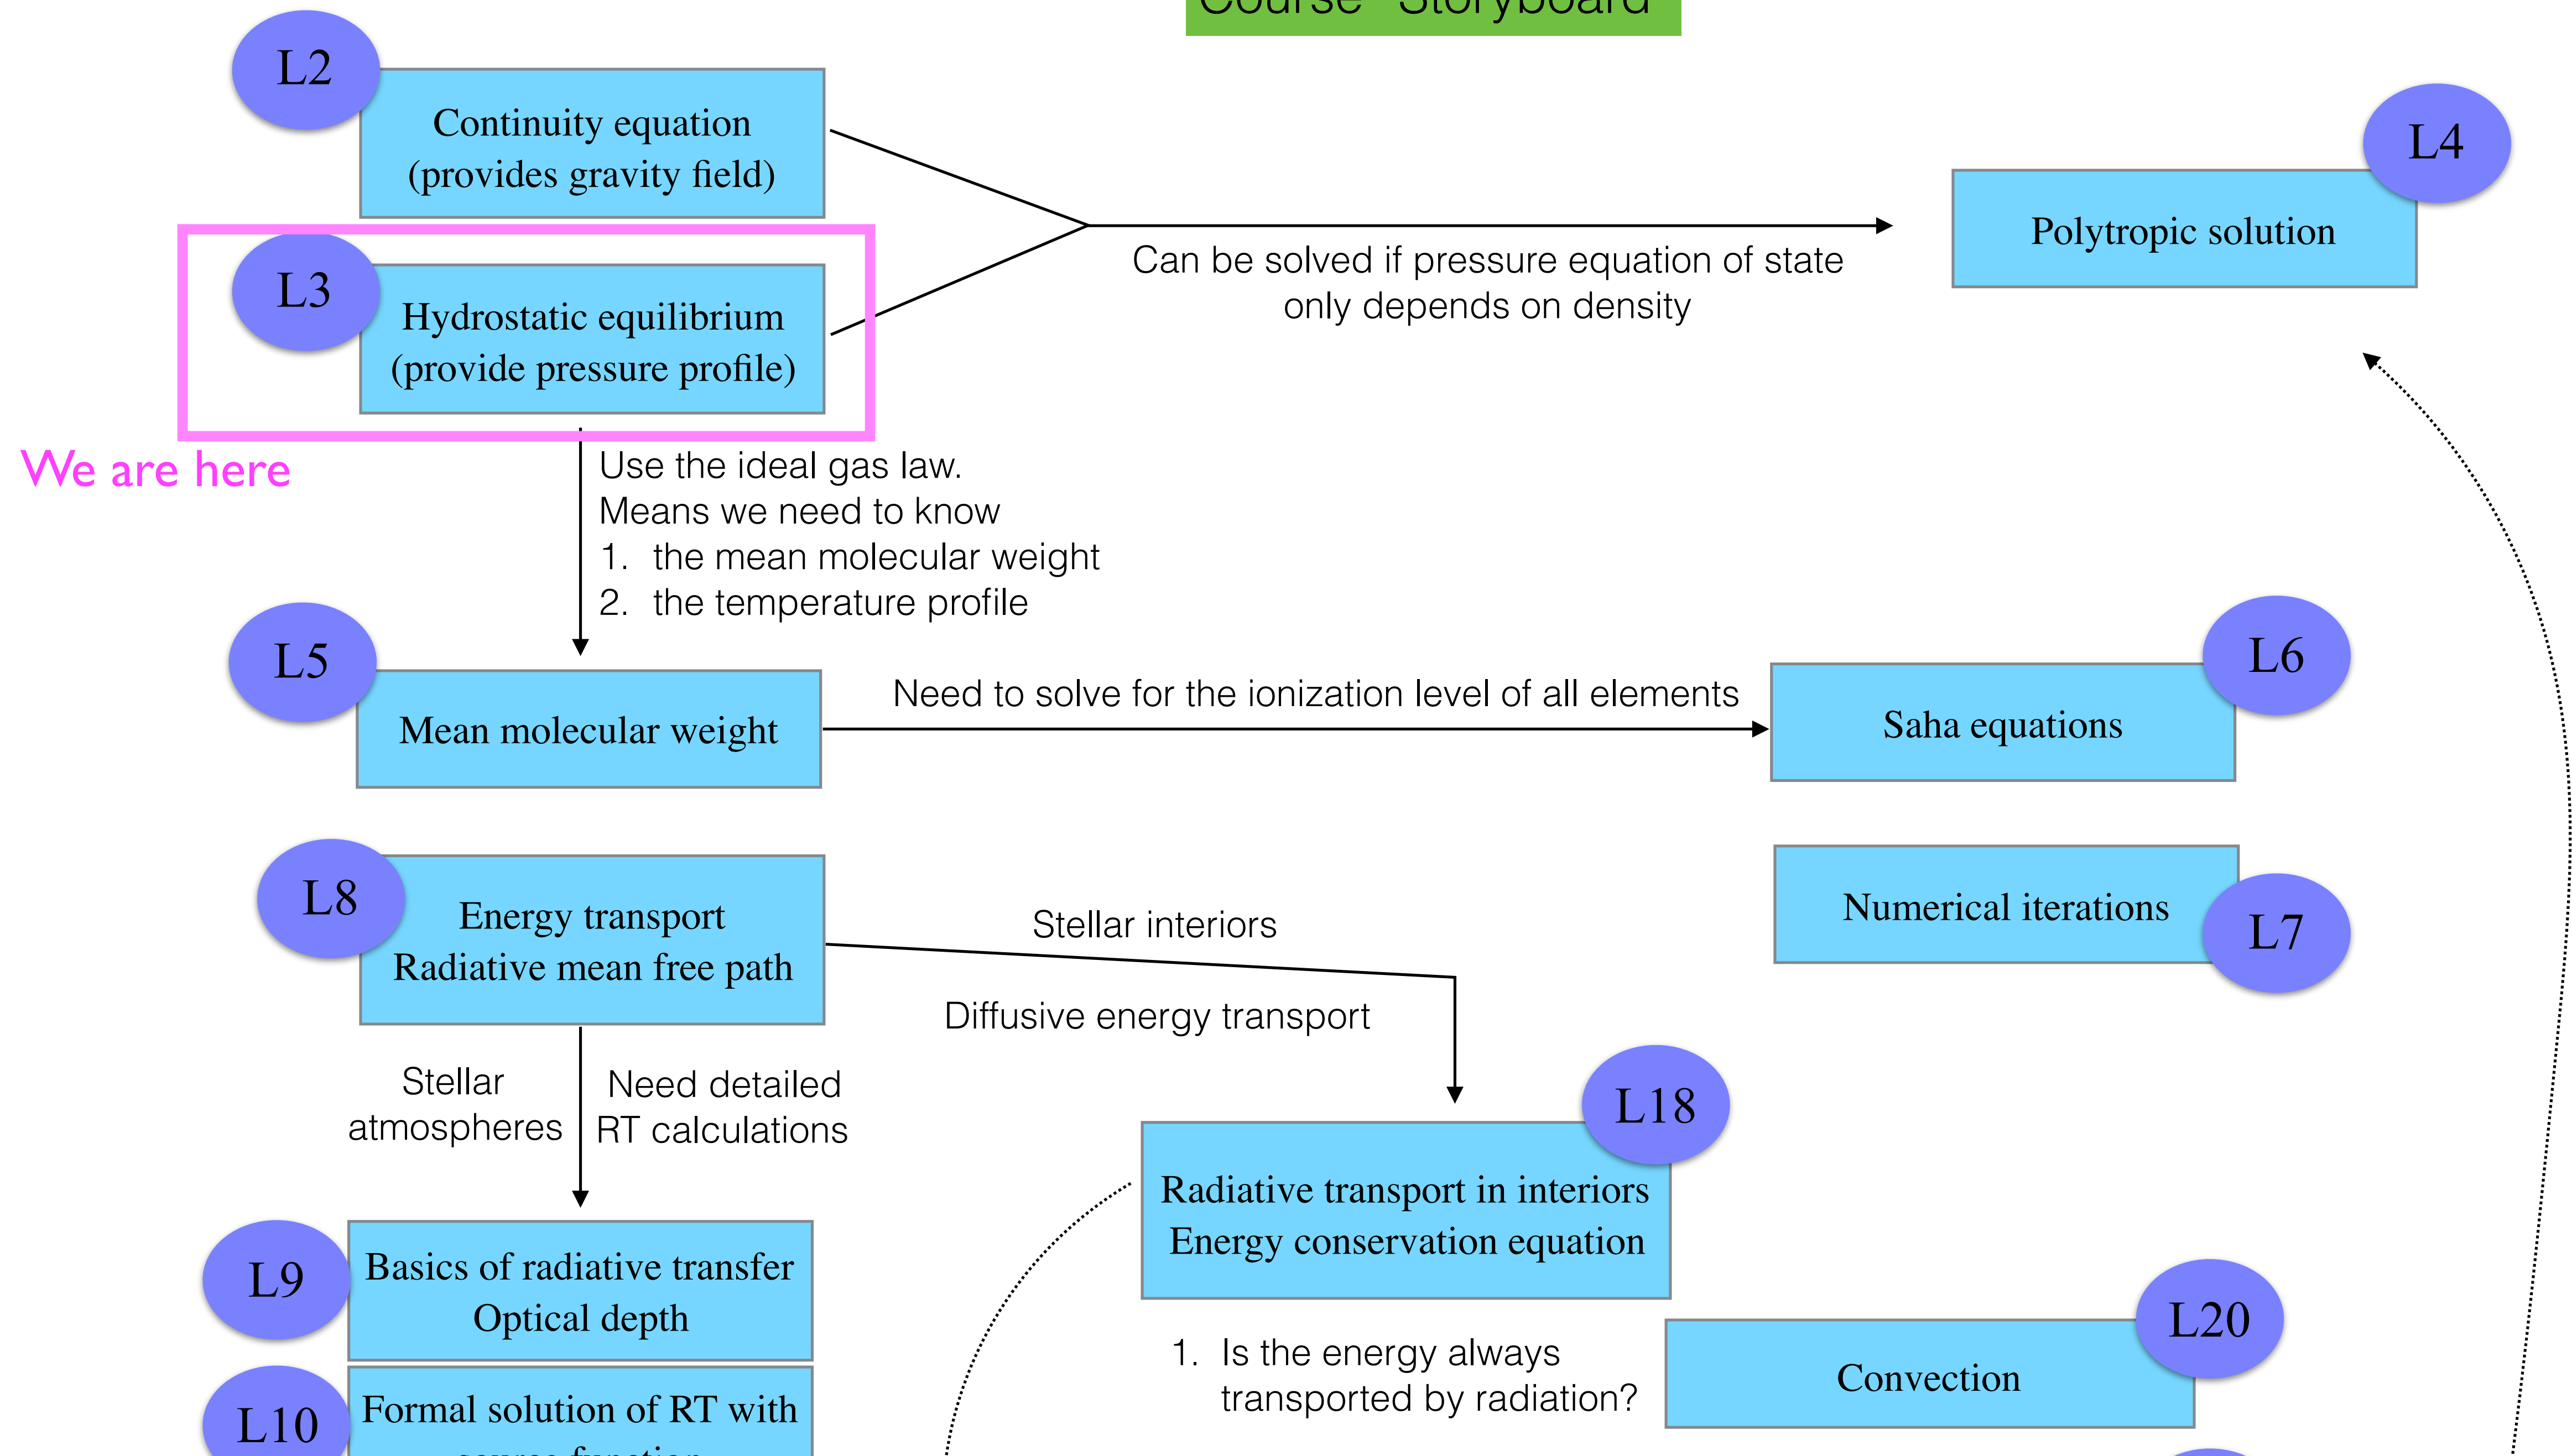 Course "Storyboard"
L2
Continuity equation
(provides gravity field)
L4
Polytropic solution
L3
Hydrostatic equilibrium
(provide pressure profile)
Can be solved if pressure equation of state
only depends on density
We are here
Use the ideal gas law.
Means we need to know
1. the mean molecular weight
2. the temperature profile
L5
Mean molecular weight
Need to solve for the ionization level of all elements
L6
Saha equations
L8
Energy transport
Radiative mean free path
Numerical iterations
L7
Stellar interiors
Diffusive energy transport
Stellar
atmospheres
Need detailed
RT calculations
L18
Radiative transport in interiors
Energy conservation equation
L9
Basics of radiative transfer
Optical depth
L20
Convection
1. Is the energy always
transported by radiation?
L10
Formal solution of RT with
source function